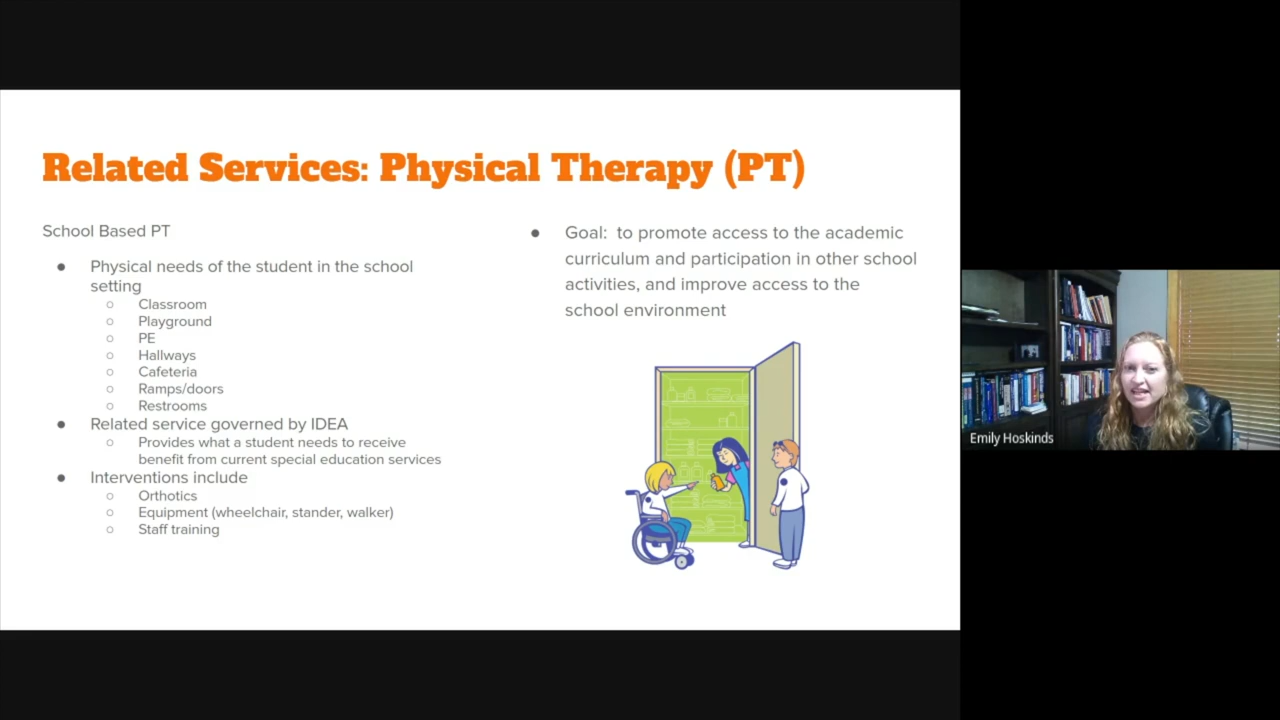 Related Services: Physical Therapy (PT)
School Based PT
Physical needs of the student in the school
setting
Classroom
Playground
PE
Hallways
Cafeteria
Ramps/doors
Restrooms
Related service governed by IDEA
Provides what a student needs to receive
benefit from current special education services
Interventions include
Orthotics
Equipment (wheelchair, stander, walker)
Staff training
Goal: to promote access to the academic
curriculum and participation in other school
activities, and improve access to the
school environment
Emily Hoskinds